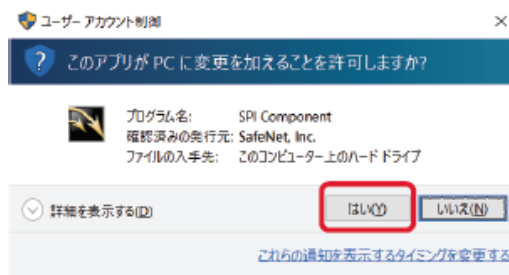 ユーザー アカウント制御
このアプリが PC に変更を加えることを許可しますか?
プログラム名: SPI Component
確認済みの発行元: SafeNet, Inc.
ファイルの入手先: このコンピューター上のハード ドライブ
詳細を表示する(D)
はい(Y)
いいえ(N)
これらの通知を表示するタイミングを変更する